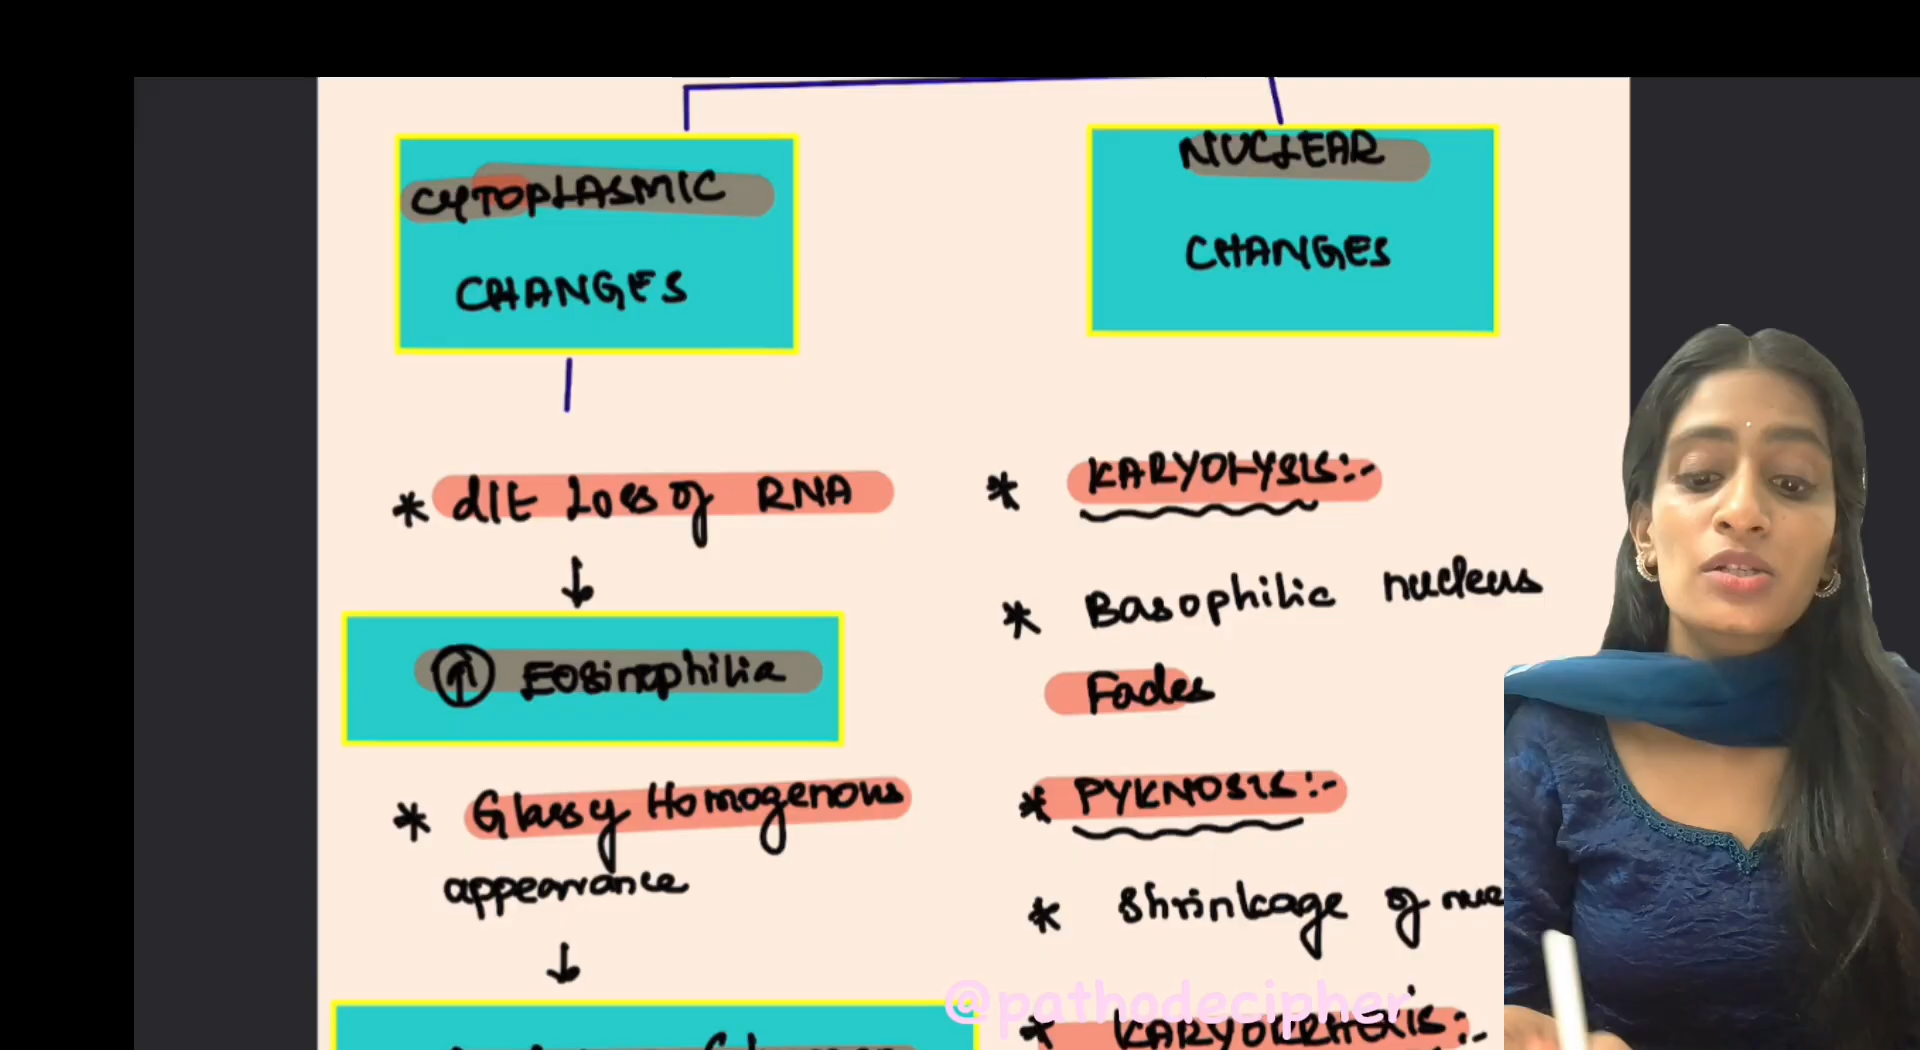 CYTOPLASMIC
CHANGES
* d/t Loss of RNA
↓
↑ Eosinophilia
* Glassy Homogenous
appearance
↓
NUCLEAR
CHANGES
* KARYOLYSIS:-
* Basophilic nucleus
Fades
* PYKNOSIS:-
* Shrinkage of
* KARYORRHEXIS:-
@pathodecipher